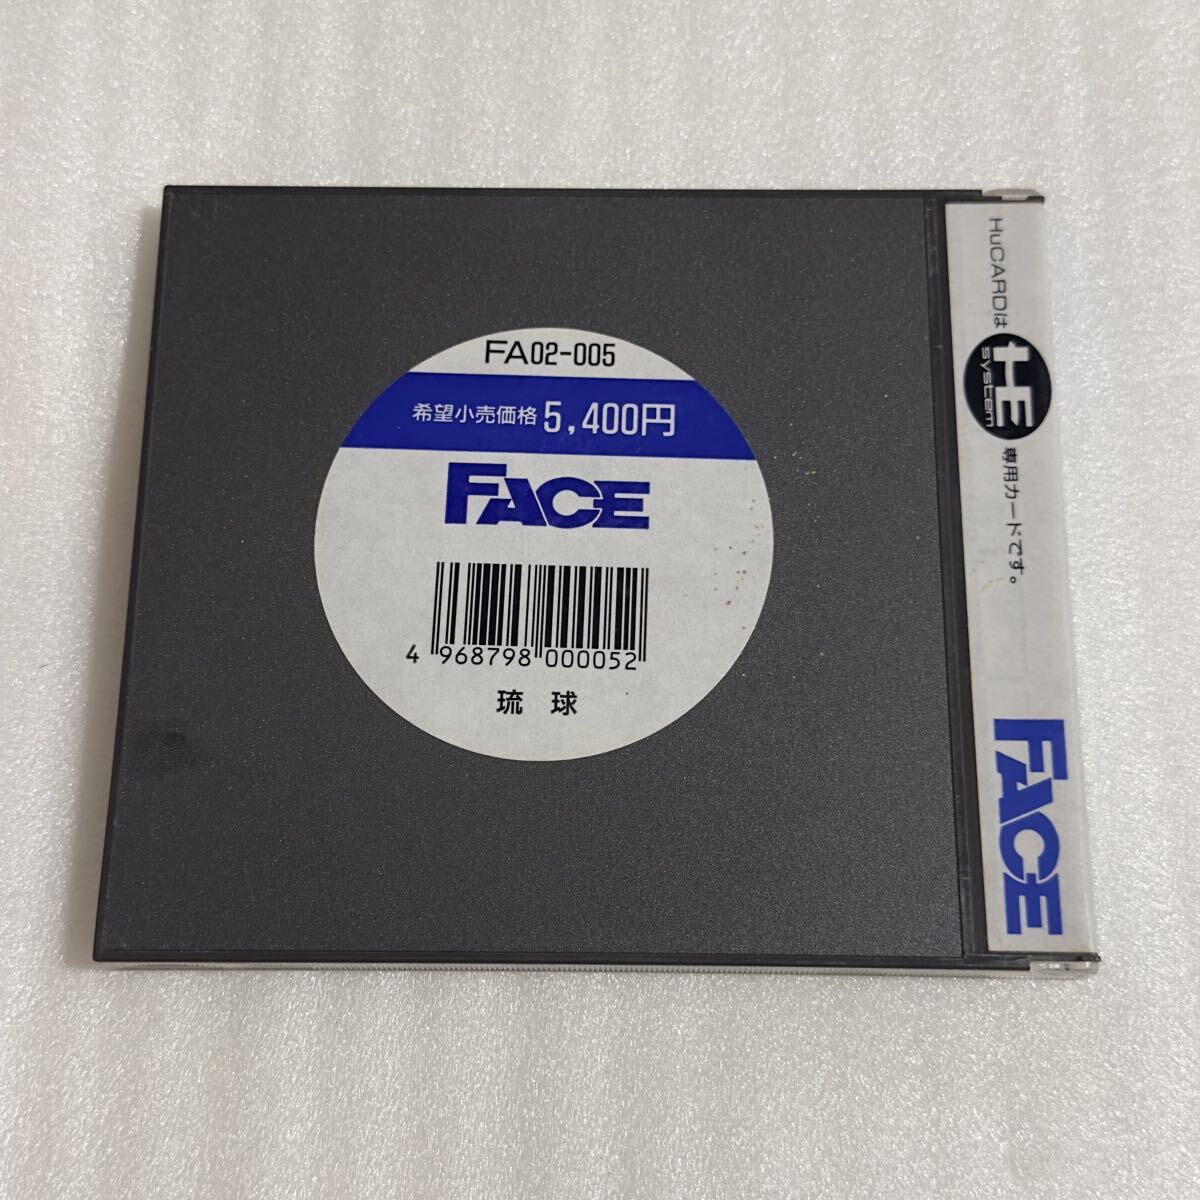 FA02-005
希望小売価格 5,400円
FACE
4 968798 000052
琉球
HuCARDは HE system 専用カードです。
FACE